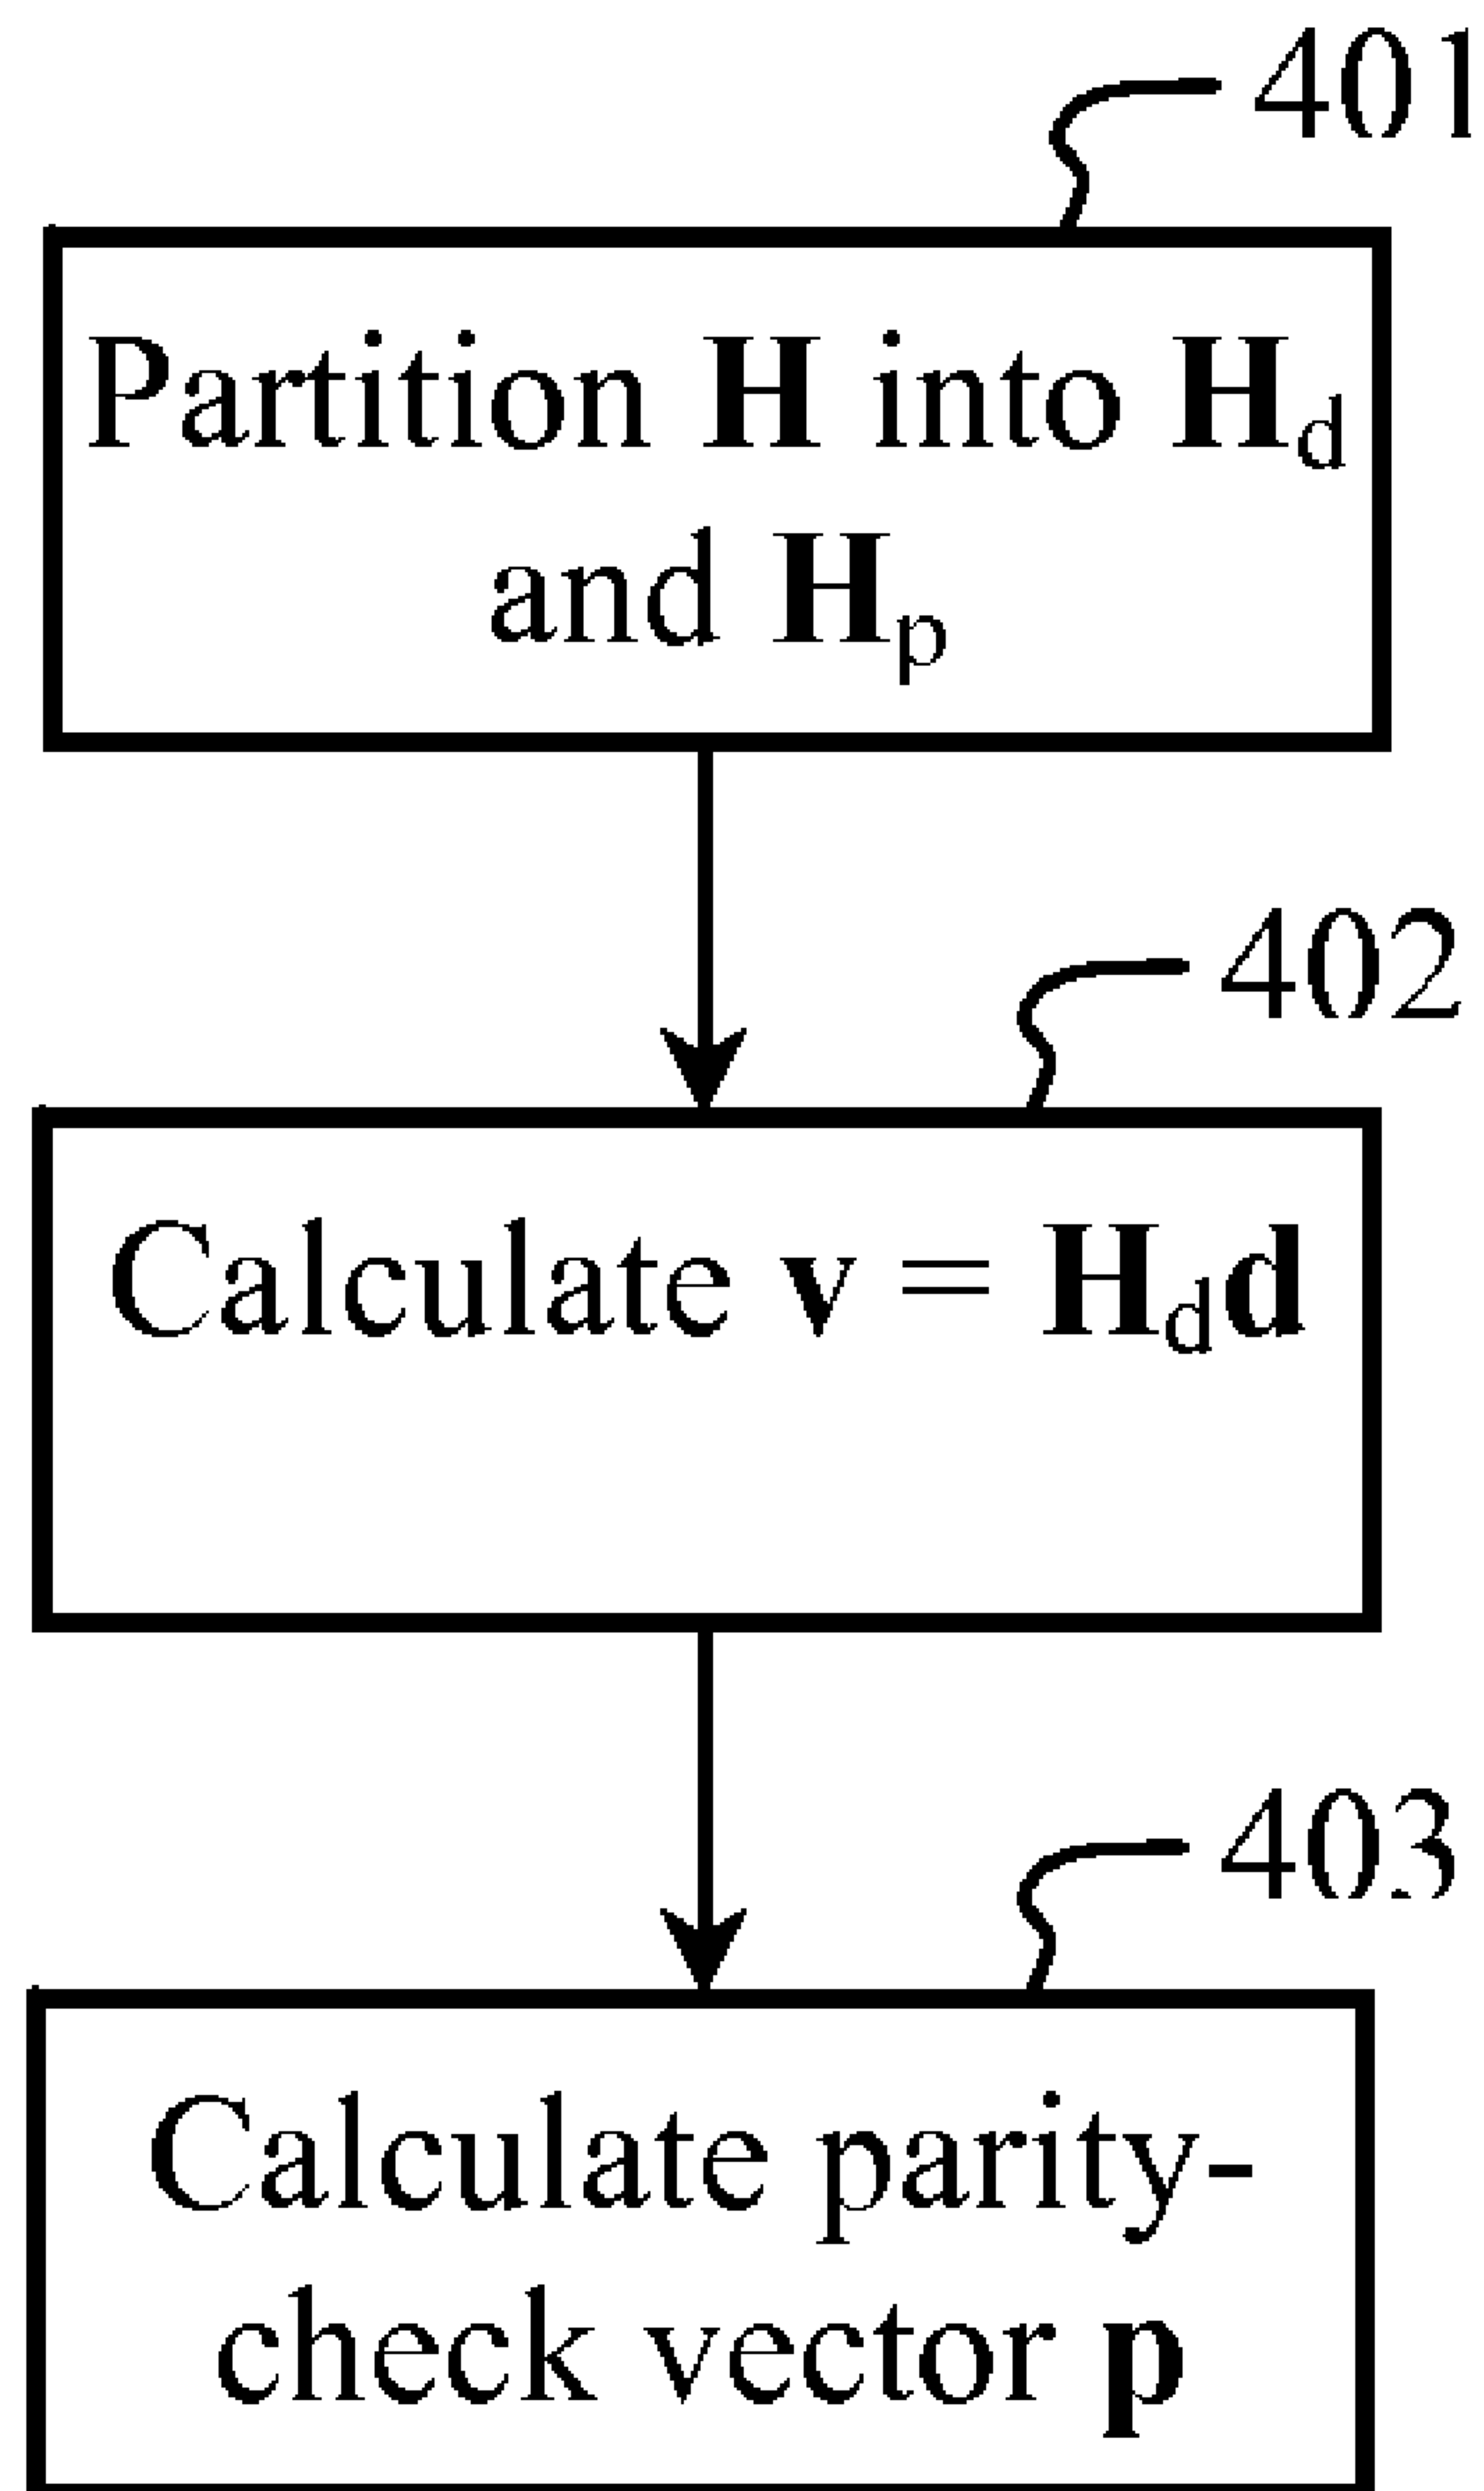 401
Partition H into Hd
and Hp
402
Calculate v = Hdd
403
Calculate parity-
check vector p